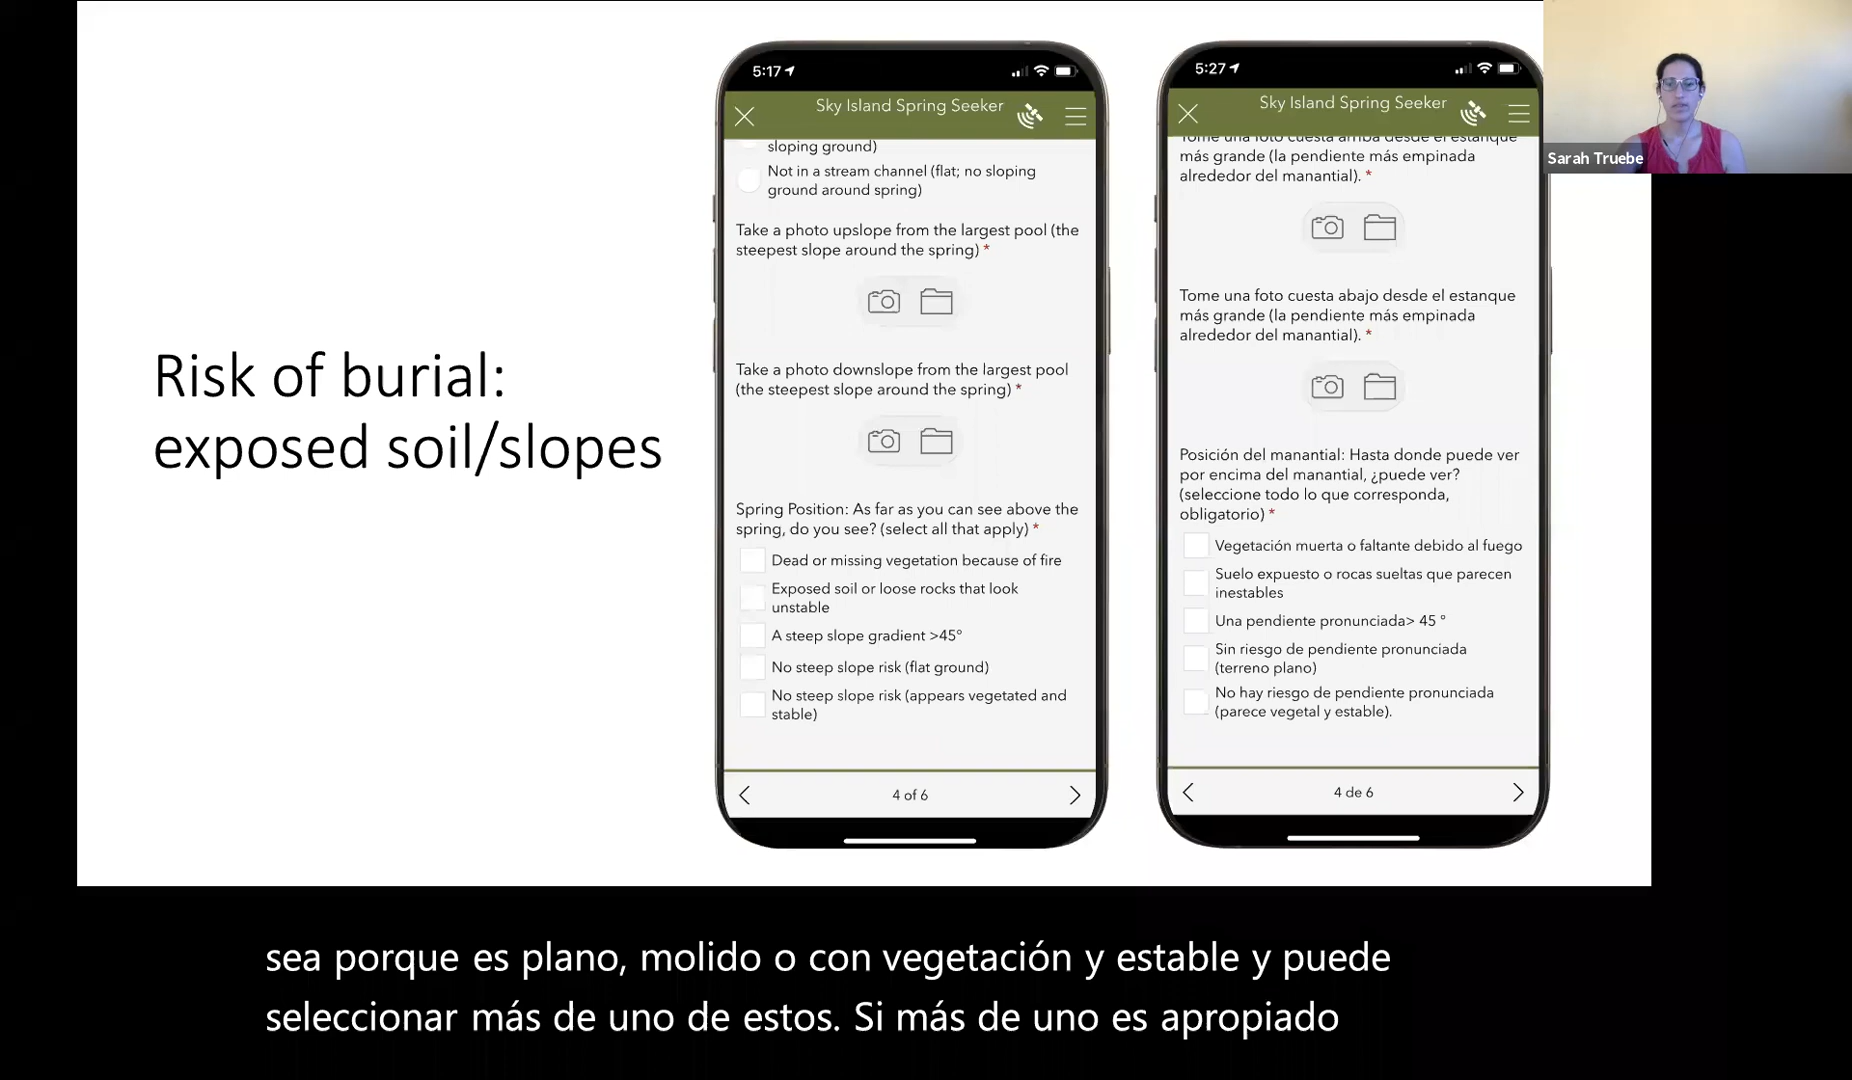 Risk of burial:
exposed soil/slopes
5:17
Sky Island Spring Seeker
sloping ground)
Not in a stream channel (flat; no sloping
ground around spring)
Take a photo upslope from the largest pool (the
steepest slope around the spring) *
Take a photo downslope from the largest pool
(the steepest slope around the spring) *
Spring Position: As far as you can see above the
spring, do you see? (select all that apply) *
Dead or missing vegetation because of fire
Exposed soil or loose rocks that look
unstable
A steep slope gradient >45°
No steep slope risk (flat ground)
No steep slope risk (appears vegetated and
stable)
4 of 6
5:27
Sky Island Spring Seeker
Tome una foto cuesta arriba desde el estanque
más grande (la pendiente más empinada
alrededor del manantial). *
Tome una foto cuesta abajo desde el estanque
más grande (la pendiente más empinada
alrededor del manantial). *
Posición del manantial: Hasta donde puede ver
por encima del manantial, ¿puede ver?
(seleccione todo lo que corresponda,
obligatorio) *
Vegetación muerta o faltante debido al fuego
Suelo expuesto o rocas sueltas que parecen
inestables
Una pendiente pronunciada> 45 °
Sin riesgo de pendiente pronunciada
(terreno plano)
No hay riesgo de pendiente pronunciada
(parece vegetal y estable).
4 de 6
Sarah Truebe
sea porque es plano, molido o con vegetación y estable y puede
seleccionar más de uno de estos. Si más de uno es apropiado